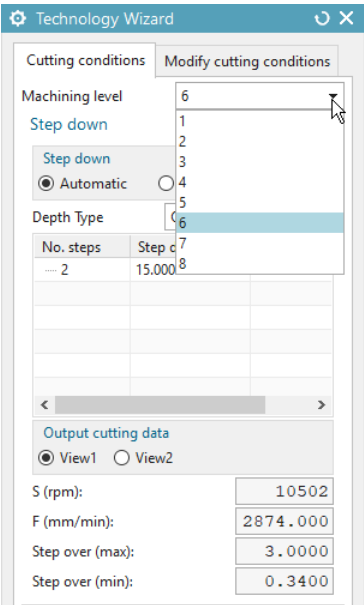 Technology Wizard
Cutting conditions Modify cutting conditions
Machining level 6
1
2
3
4
5
6
7
8
Step down
Step down
Automatic
Depth Type
No. steps Step
2 15.000
Output cutting data
View1 View2
S (rpm): 10502
F (mm/min): 2874.000
Step over (max): 3.0000
Step over (min): 0.3400